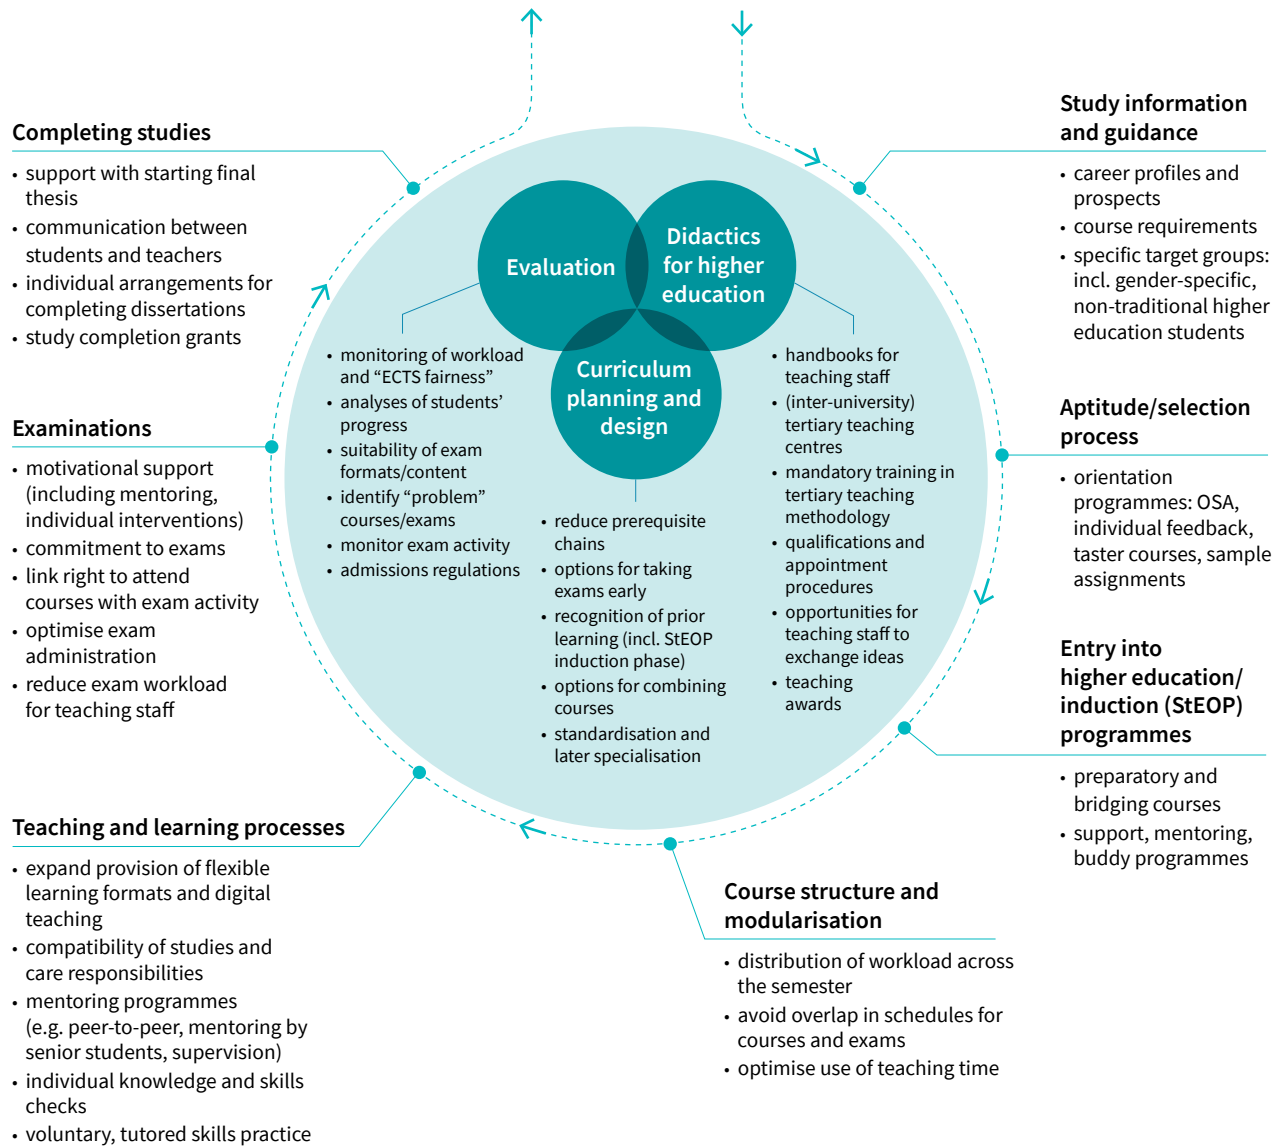 Completing studies
• support with starting final
thesis
• communication between
students and teachers
• individual arrangements for
completing dissertations
• study completion grants
Examinations
• motivational support
(including mentoring,
individual interventions)
• commitment to exams
• link right to attend
courses with exam activity
• optimise exam
administration
• reduce exam workload
for teaching staff
Teaching and learning processes
• expand provision of flexible
learning formats and digital
teaching
• compatibility of studies and
care responsibilities
• mentoring programmes
(e.g. peer-to-peer, mentoring by
senior students, supervision)
• individual knowledge and skills
checks
• voluntary, tutored skills practice
Evaluation
• monitoring of workload
and “ECTS fairness”
• analyses of students’
progress
• suitability of exam
formats/content
• identify “problem”
courses/exams
• monitor exam activity
• admissions regulations
Curriculum
planning and
design
• reduce prerequisite
chains
• options for taking
exams early
• recognition of prior
learning (incl. StEOP
induction phase)
• options for combining
courses
• standardisation and
later specialisation
Didactics
for higher
education
• handbooks for
teaching staff
• (inter-university)
tertiary teaching
centres
• mandatory training in
tertiary teaching
methodology
• qualifications and
appointment
procedures
• opportunities for
teaching staff to
exchange ideas
• teaching
awards
Study information
and guidance
• career profiles and
prospects
• course requirements
• specific target groups:
incl. gender-specific,
non-traditional higher
education students
Aptitude/selection
process
• orientation
programmes: OSA,
individual feedback,
taster courses, sample
assignments
Entry into
higher education/
induction (StEOP)
programmes
• preparatory and
bridging courses
• support, mentoring,
buddy programmes
Course structure and
modularisation
• distribution of workload across
the semester
• avoid overlap in schedules for
courses and exams
• optimise use of teaching time